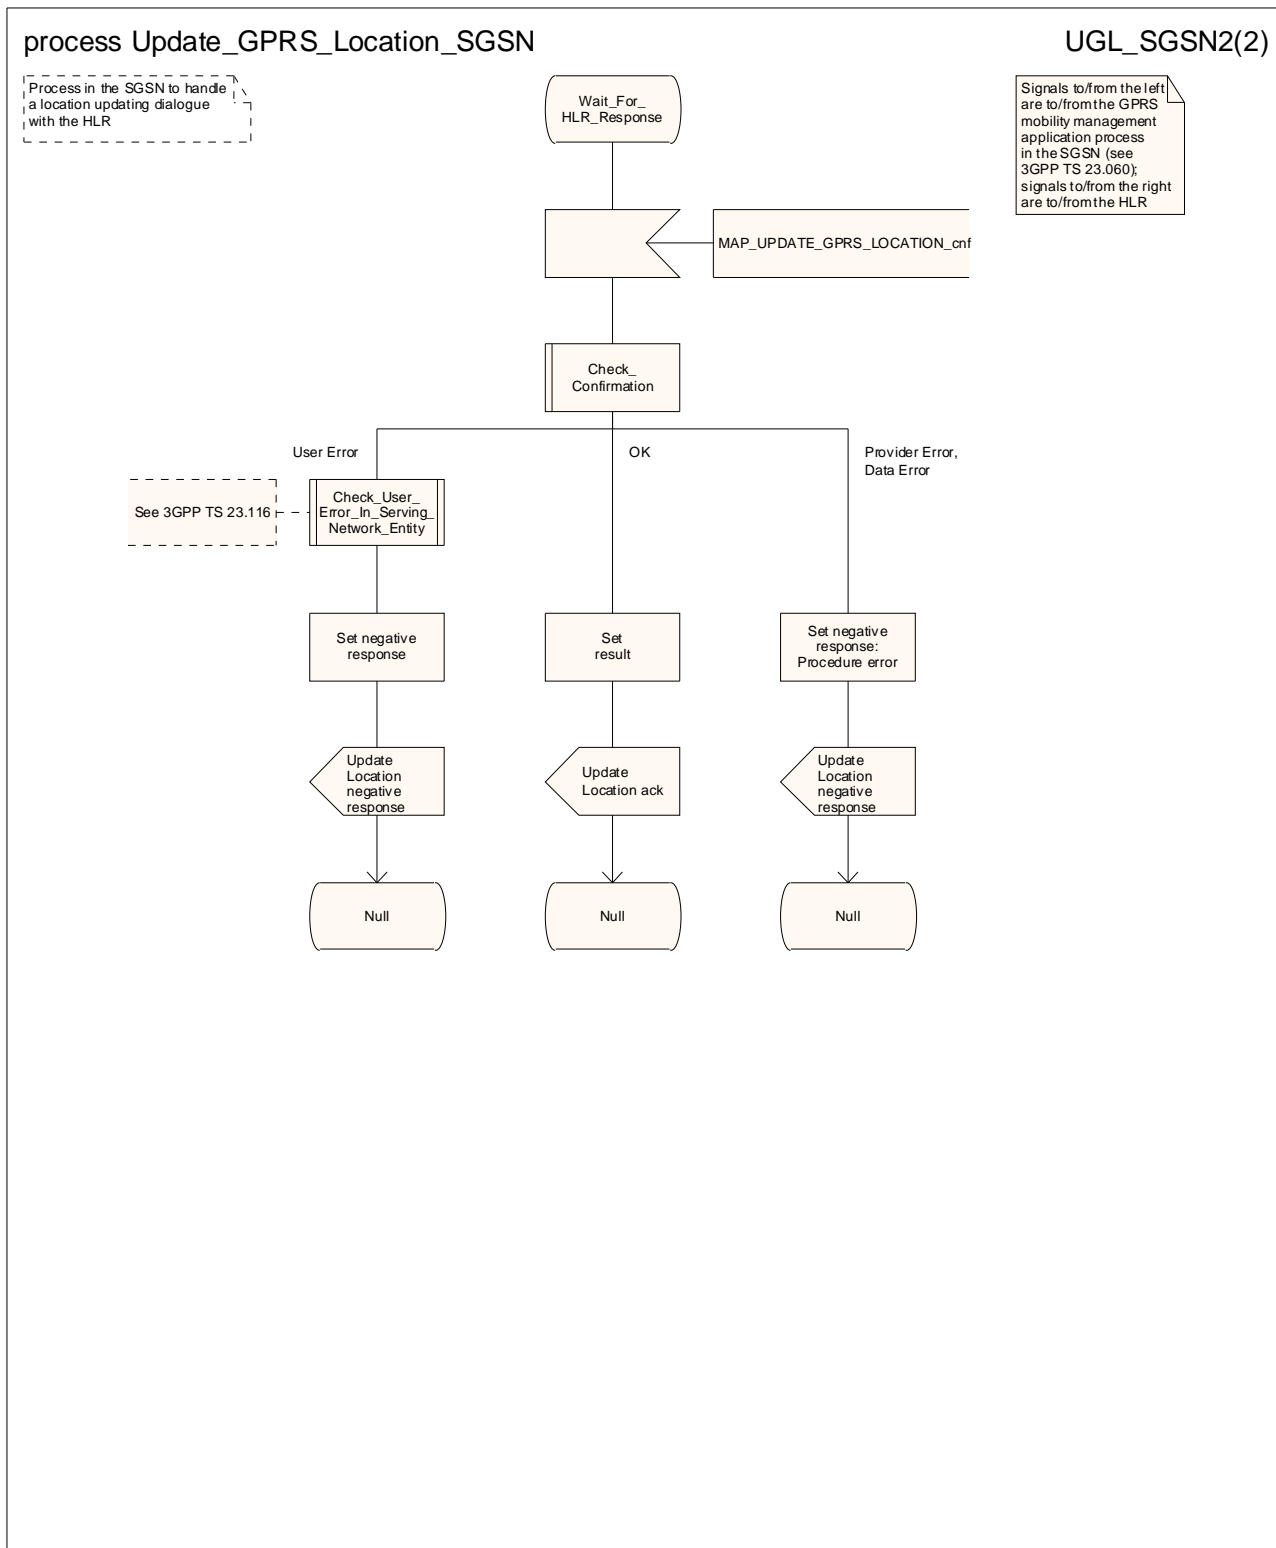 process Update_GPRS_Location_SGSN
UGL_SGSN2(2)
Process in the SGSN to handle
a location updating dialogue
with the HLR
Wait_For_
HLR_Response
Signals to/from the left
are to/from the GPRS
mobility management
application process
in the SGSN (see
3GPP TS 23.060);
signals to/from the right
are to/from the HLR
MAP_UPDATE_GPRS_LOCATION_cnf
Check_
Confirmation
User Error
OK
Provider Error,
Data Error
See 3GPP TS 23.116
Check_User_
Error_In_Serving_
Network_Entity
Set negative
response
Set
result
Set negative
response:
Procedure error
Update
Location
negative
response
Update
Location ack
Update
Location
negative
response
Null
Null
Null